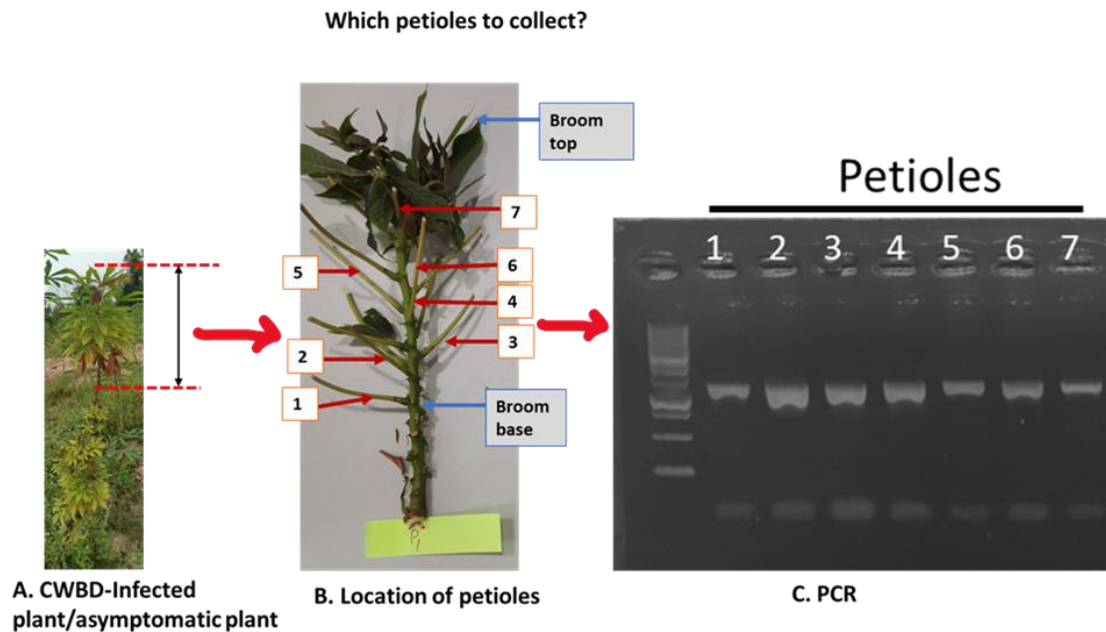 Which petioles to collect?
Broom
top
7
5
6
4
3
2
1
Broom
base
P1
Petioles
1 2 3 4 5 6 7
A. CWBD-Infected
plant/asymptomatic plant
B. Location of petioles
C. PCR